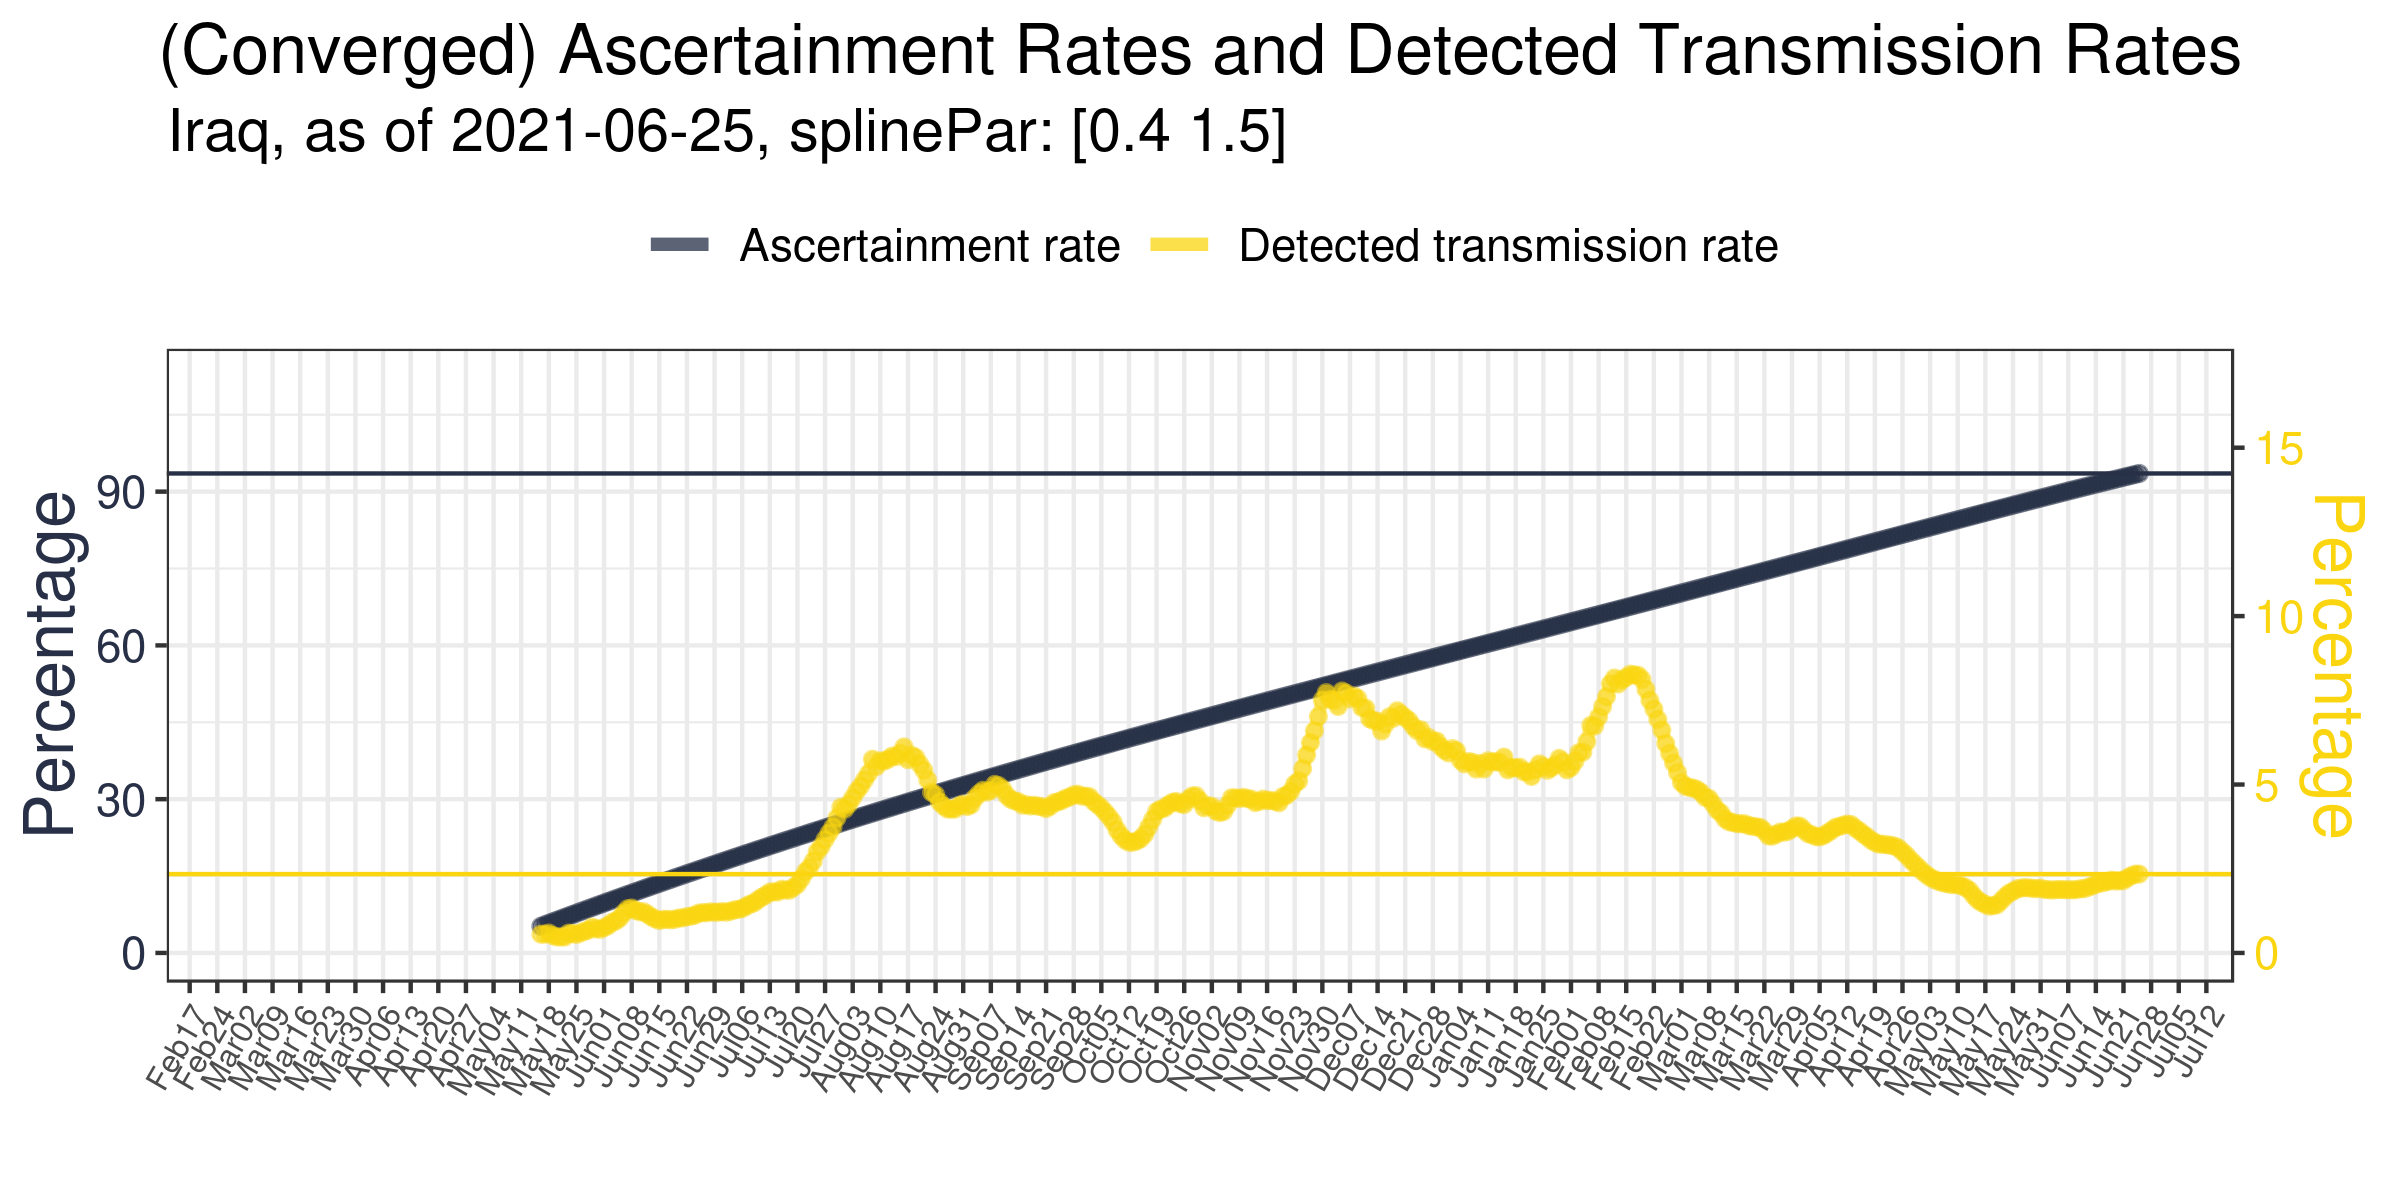 (Converged) Ascertainment Rates and Detected Transmission Rates
Iraq, as of 2021-06-25, splinePar: [0.4 1.5]
Ascertainment rate
Detected transmission rate
Percentage
90
60
30
0
15
10
5
0
Percentage
Feb17
Feb24
Mar02
Mar09
Mar16
Mar23
Mar30
Apr06
Apr13
Apr20
Apr27
May04
May11
May18
May25
Jun01
Jun08
Jun15
Jun22
Jun29
Jul06
Jul13
Jul20
Jul27
Aug03
Aug10
Aug17
Aug24
Aug31
Sep07
Sep14
Sep21
Sep28
Oct05
Oct12
Oct19
Oct26
Nov02
Nov09
Nov16
Nov23
Nov30
Dec07
Dec14
Dec21
Dec28
Jan04
Jan11
Jan18
Jan25
Feb01
Feb08
Feb15
Feb22
Mar01
Mar08
Mar15
Mar22
Mar29
Apr05
Apr12
Apr19
Apr26
May03
May10
May17
May24
May31
Jun07
Jun14
Jun21
Jun28
Jul05
Jul12